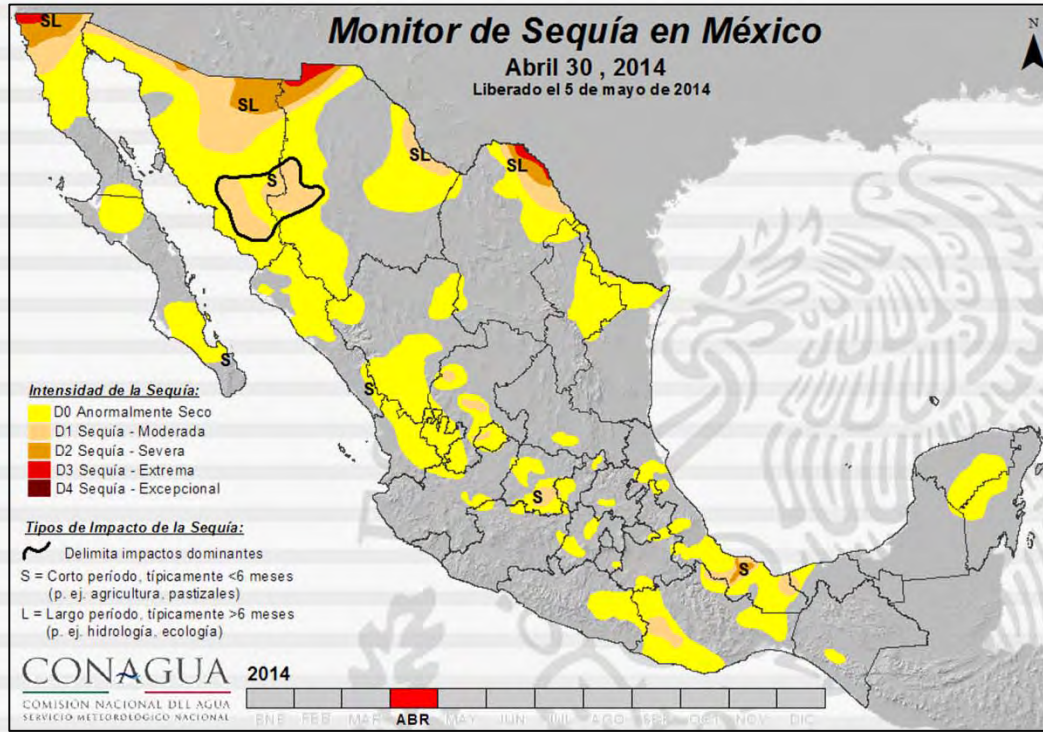 Monitor de Sequía en México
Abril 30 , 2014
Liberado el 5 de mayo de 2014
N
SL
SL
SL
SL
S
S
S
S
S
Intensidad de la Sequía:
D0 Anormalmente Seco
D1 Sequía - Moderada
D2 Sequía - Severa
D3 Sequía - Extrema
D4 Sequía - Excepcional
Tipos de Impacto de la Sequía:
Delimita impactos dominantes
S = Corto período, típicamente <6 meses
(p. ej. agricultura, pastizales)
L = Largo período, típicamente >6 meses
(p. ej. hidrología, ecología)
CONAGUA
COMISIÓN NACIONAL DEL AGUA
SERVICIO METEOROLÓGICO NACIONAL
2014
ENE FEB MAR ABR MAY JUN JUL AGO SEP OCT NOV DIC